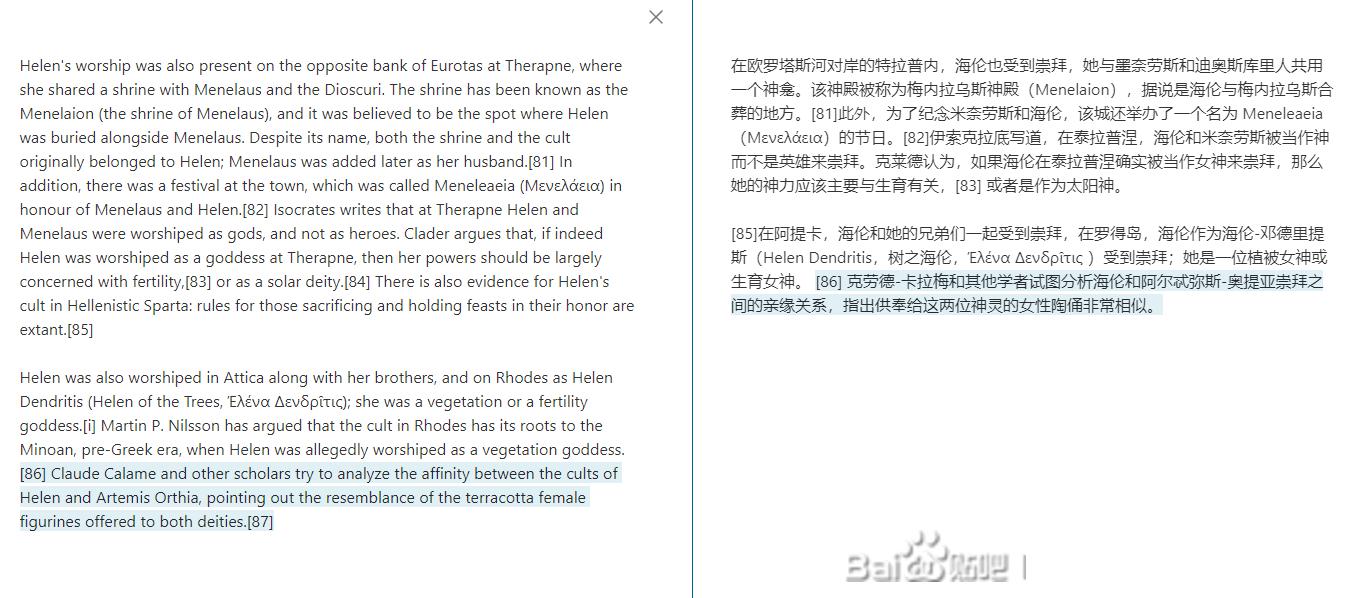 Helen's worship was also present on the opposite bank of Eurotas at Therapne, where
she shared a shrine with Menelaus and the Dioscuri. The shrine has been known as the
Menelaion (the shrine of Menelaus), and it was believed to be the spot where Helen
was buried alongside Menelaus. Despite its name, both the shrine and the cult
originally belonged to Helen; Menelaus was added later as her husband.[81] In
addition, there was a festival at the town, which was called Meneleaeia (Μενελάεια) in
honour of Menelaus and Helen.[82] Isocrates writes that at Therapne Helen and
Menelaus were worshiped as gods, and not as heroes. Clader argues that, if indeed
Helen was worshiped as a goddess at Therapne, then her powers should be largely
concerned with fertility,[83] or as a solar deity.[84] There is also evidence for Helen's
cult in Hellenistic Sparta: rules for those sacrificing and holding feasts in their honor are
extant.[85]
Helen was also worshiped in Attica along with her brothers, and on Rhodes as Helen
Dendritis (Helen of the Trees, Ἑλένα Δενδρῖτις); she was a vegetation or a fertility
goddess.[i] Martin P. Nilsson has argued that the cult in Rhodes has its roots to the
Minoan, pre-Greek era, when Helen was allegedly worshiped as a vegetation goddess.
[86] Claude Calame and other scholars try to analyze the affinity between the cults of
Helen and Artemis Orthia, pointing out the resemblance of the terracotta female
figurines offered to both deities.[87]
在欧罗塔斯河对岸的特拉普内，海伦也受到崇拜，她与墨奈劳斯和迪奥斯库里人共用
一个神龛。该神殿被称为梅内拉乌斯神殿（Menelaion），据说是海伦与梅内拉乌斯合
葬的地方。[81]此外，为了纪念米奈劳斯和海伦，该城还举办了一个名为 Meneleaeia
（Μενελάεια）的节日。[82]伊索克拉底写道，在泰拉普涅，海伦和米奈劳斯被当作神
而不是英雄来崇拜。克莱德认为，如果海伦在泰拉普涅确实被当作女神来崇拜，那么
她的神力应该主要与生育有关，[83] 或者是作为太阳神。
[85]在阿提卡，海伦和她的兄弟们一起受到崇拜，在罗得岛，海伦作为海伦-邓德里提
斯（Helen Dendritis，树之海伦，Ἑλένα Δενδρῖτις ）受到崇拜；她是一位植被女神或
生育女神。 [86] 克劳德-卡拉梅和其他学者试图分析海伦和阿尔忒弥斯-奥提亚崇拜之
间的亲缘关系，指出供奉给这两位神灵的女性陶俑非常相似。
Bai贴吧